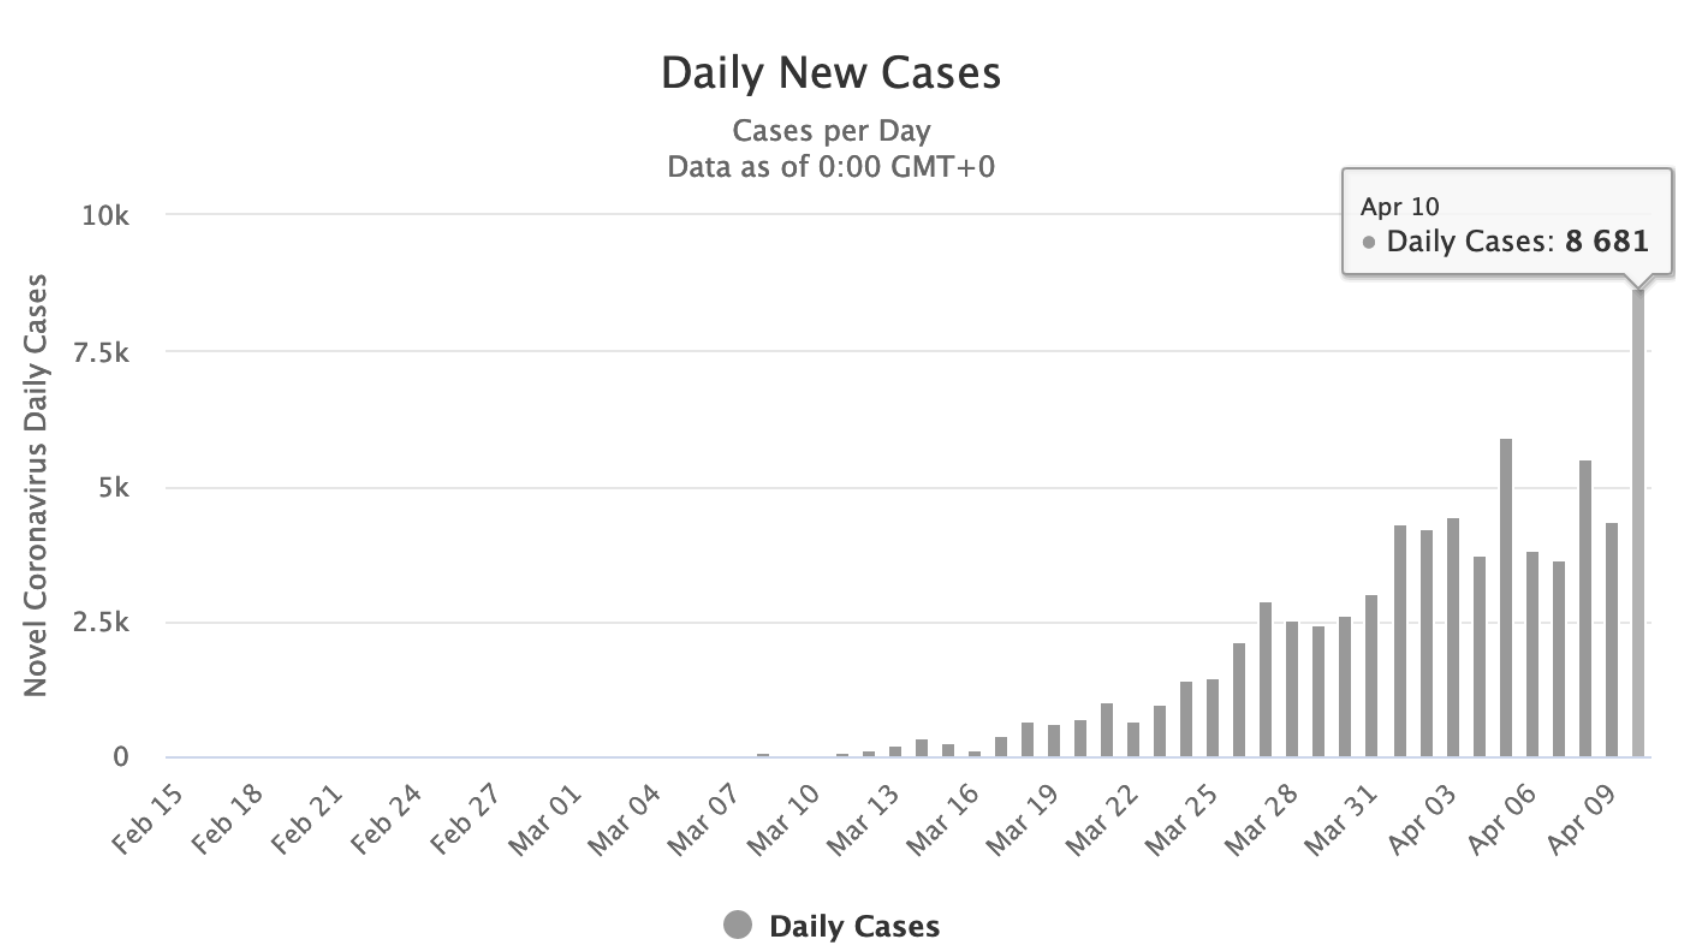 Daily New Cases
Cases per Day
Data as of 0:00 GMT+0
Apr 10
Daily Cases: 8 681
Novel Coronavirus Daily Cases
10k
7.5k
5k
2.5k
0
Feb 15
Feb 18
Feb 21
Feb 24
Feb 27
Mar 01
Mar 04
Mar 07
Mar 10
Mar 13
Mar 16
Mar 19
Mar 22
Mar 25
Mar 28
Mar 31
Apr 03
Apr 06
Apr 09
Daily Cases